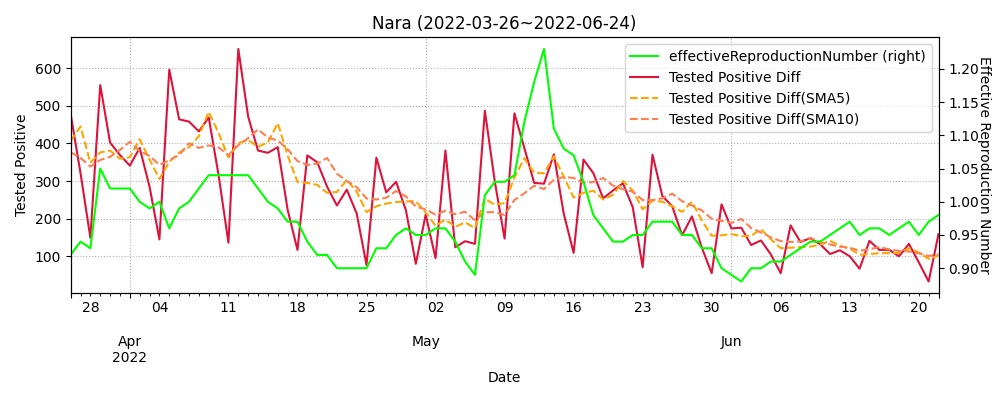 Nara (2022-03-26~2022-06-24)
effectiveReproductionNumber (right)
Tested Positive Diff
Tested Positive Diff(SMA5)
Tested Positive Diff(SMA10)
Tested Positive
600
500
400
300
200
100
Effective Reproduction Number
1.20
1.15
1.10
1.05
1.00
0.95
0.90
28 04 11 18 25 02 09 16 23 30 06 13 20
Apr May Jun
2022
Date